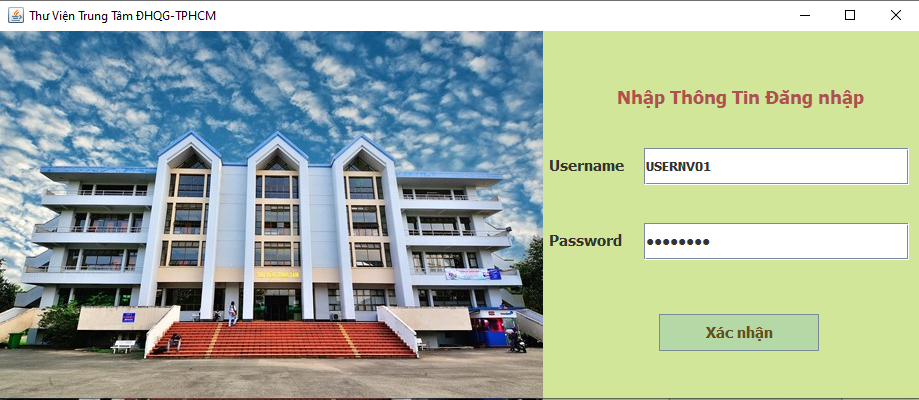 Thư Viện Trung Tâm ĐHQG-TPHCM
Nhập Thông Tin Đăng nhập
Username
USERNV01
Password
••••••••
Xác nhận